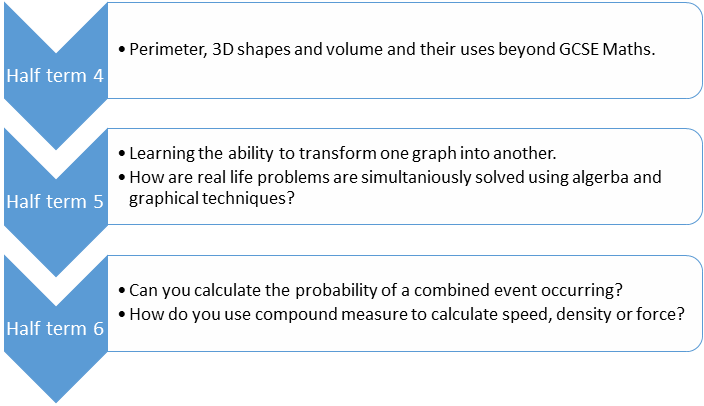 Half term 4
• Perimeter, 3D shapes and volume and their uses beyond GCSE Maths.
Half term 5
• Learning the ability to transform one graph into another.
• How are real life problems are simultaniously solved using algerba and
graphical techniques?
Half term 6
• Can you calculate the probability of a combined event occurring?
• How do you use compound measure to calculate speed, density or force?